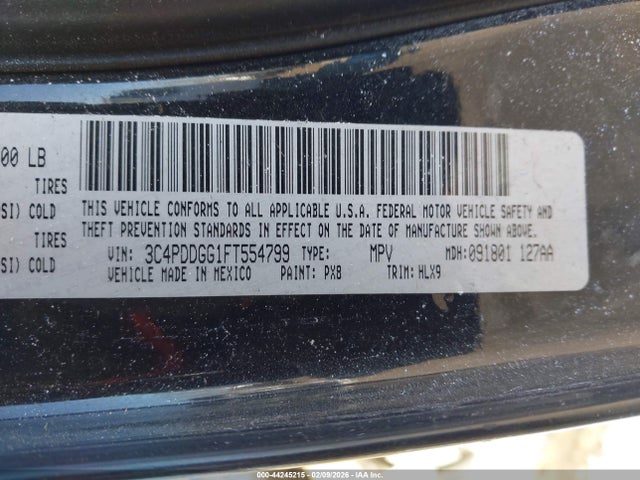 00 LB
TIRES
SI) COLD
TIRES
SI) COLD
THIS VEHICLE CONFORMS TO ALL APPLICABLE U.S.A. FEDERAL MOTOR VEHICLE SAFETY AND
THEFT PREVENTION STANDARDS IN EFFECT ON THE DATE OF MANUFACTURE SHOWN ABOVE.
VIN: 3C4PDDGG1FT554799 TYPE: MPV MDH:091801 127AA
VEHICLE MADE IN MEXICO PAINT: PX8 TRIM: HLX9
000-44245215 - 02/09/2026 - IAA Inc.